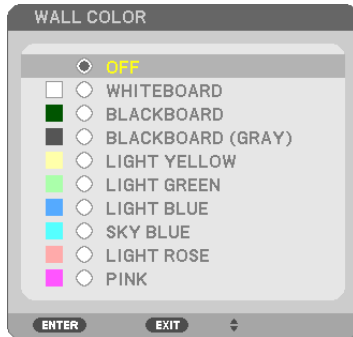 WALL COLOR
OFF
WHITEBOARD
BLACKBOARD
BLACKBOARD (GRAY)
LIGHT YELLOW
LIGHT GREEN
LIGHT BLUE
SKY BLUE
LIGHT ROSE
PINK
ENTER EXIT